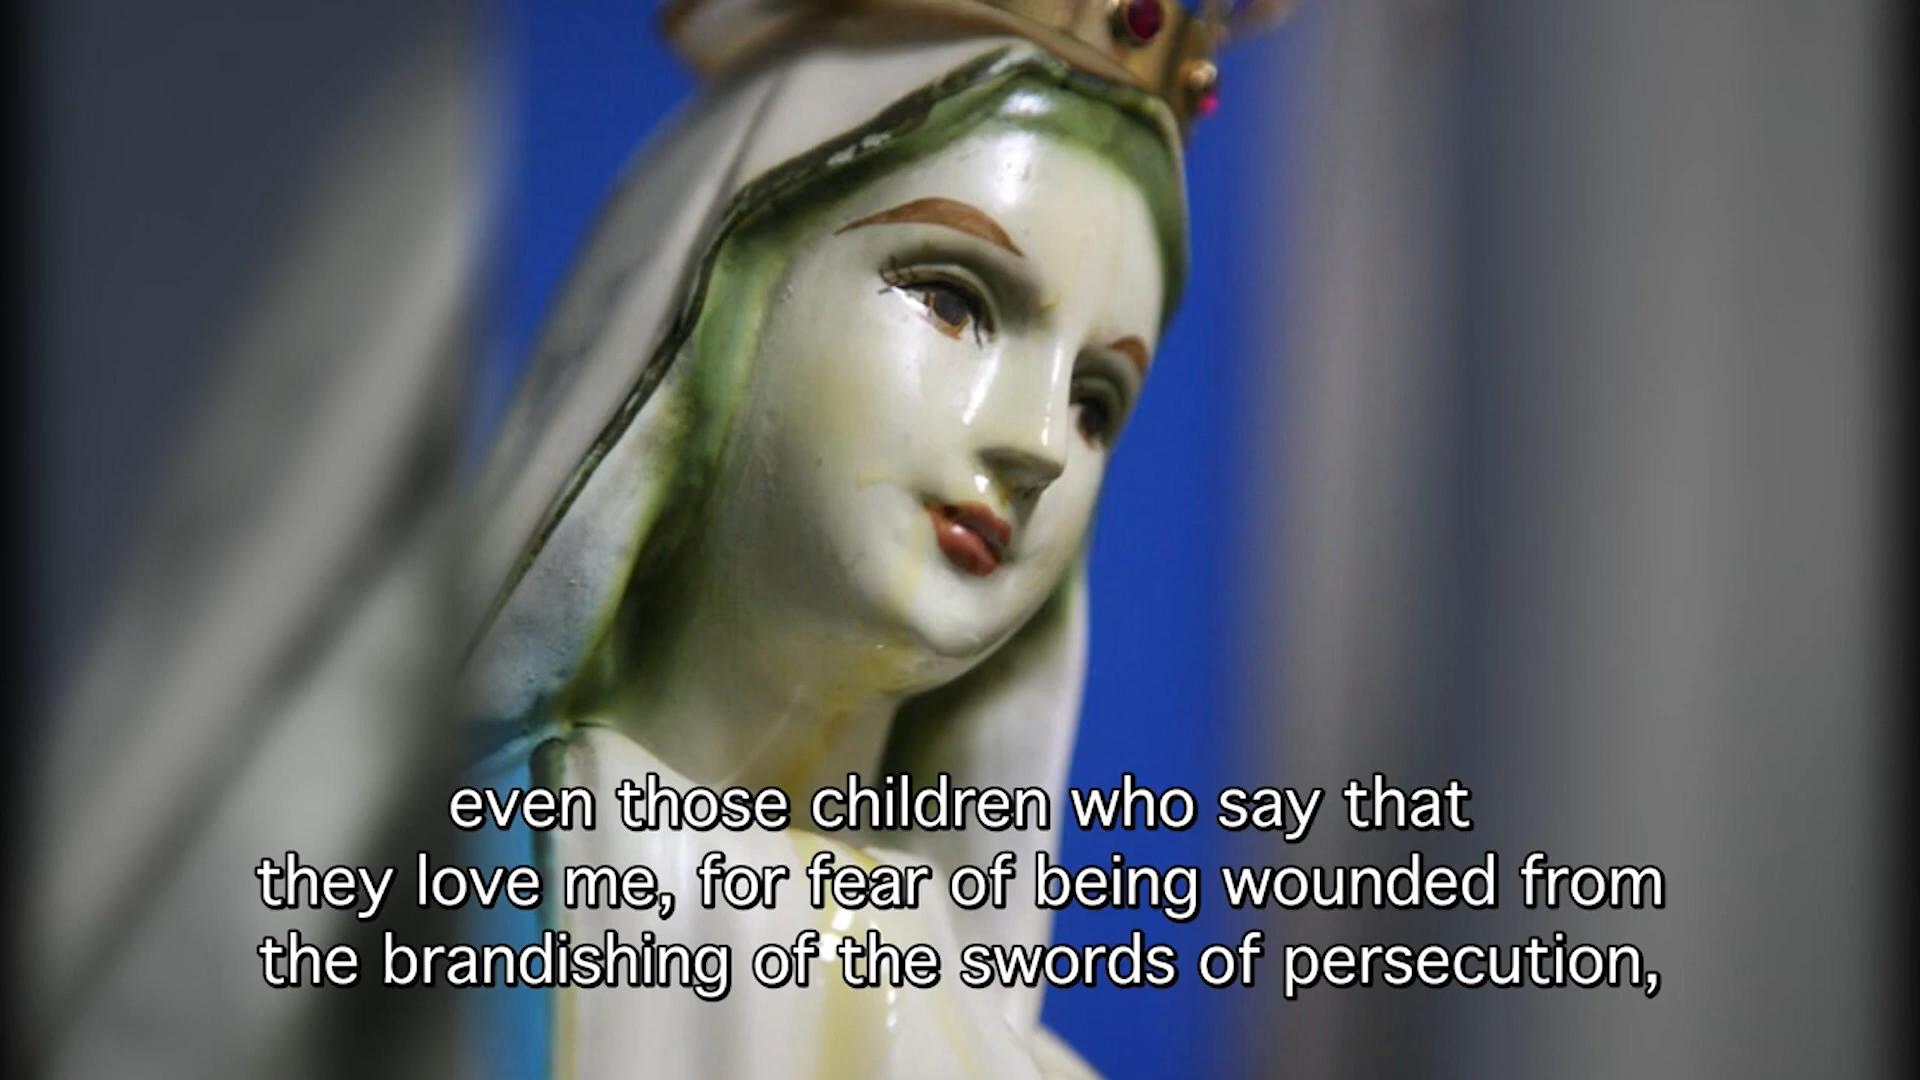 even those children who say that
they love me, for fear of being wounded from
the brandishing of the swords of persecution,